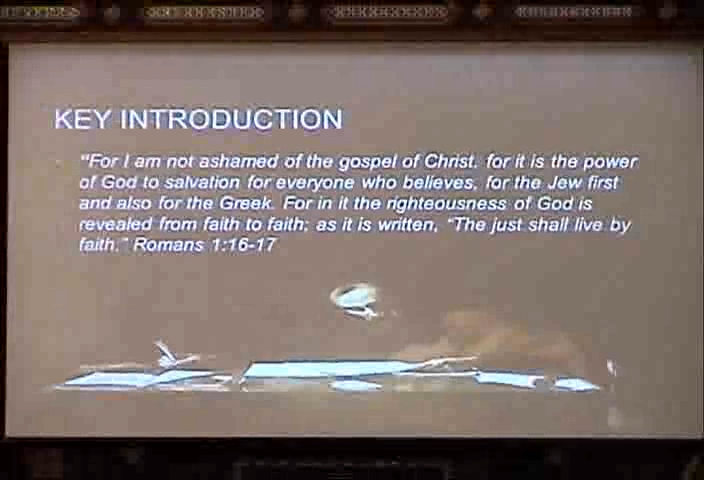 KEY INTRODUCTION
"For I am not ashamed of the gospel of Christ, for it is the power
of God to salvation for everyone who believes, for the Jew first
and also for the Greek. For in it the righteousness of God is
revealed from faith to faith; as it is written, "The just shall live by
faith." Romans 1:16-17